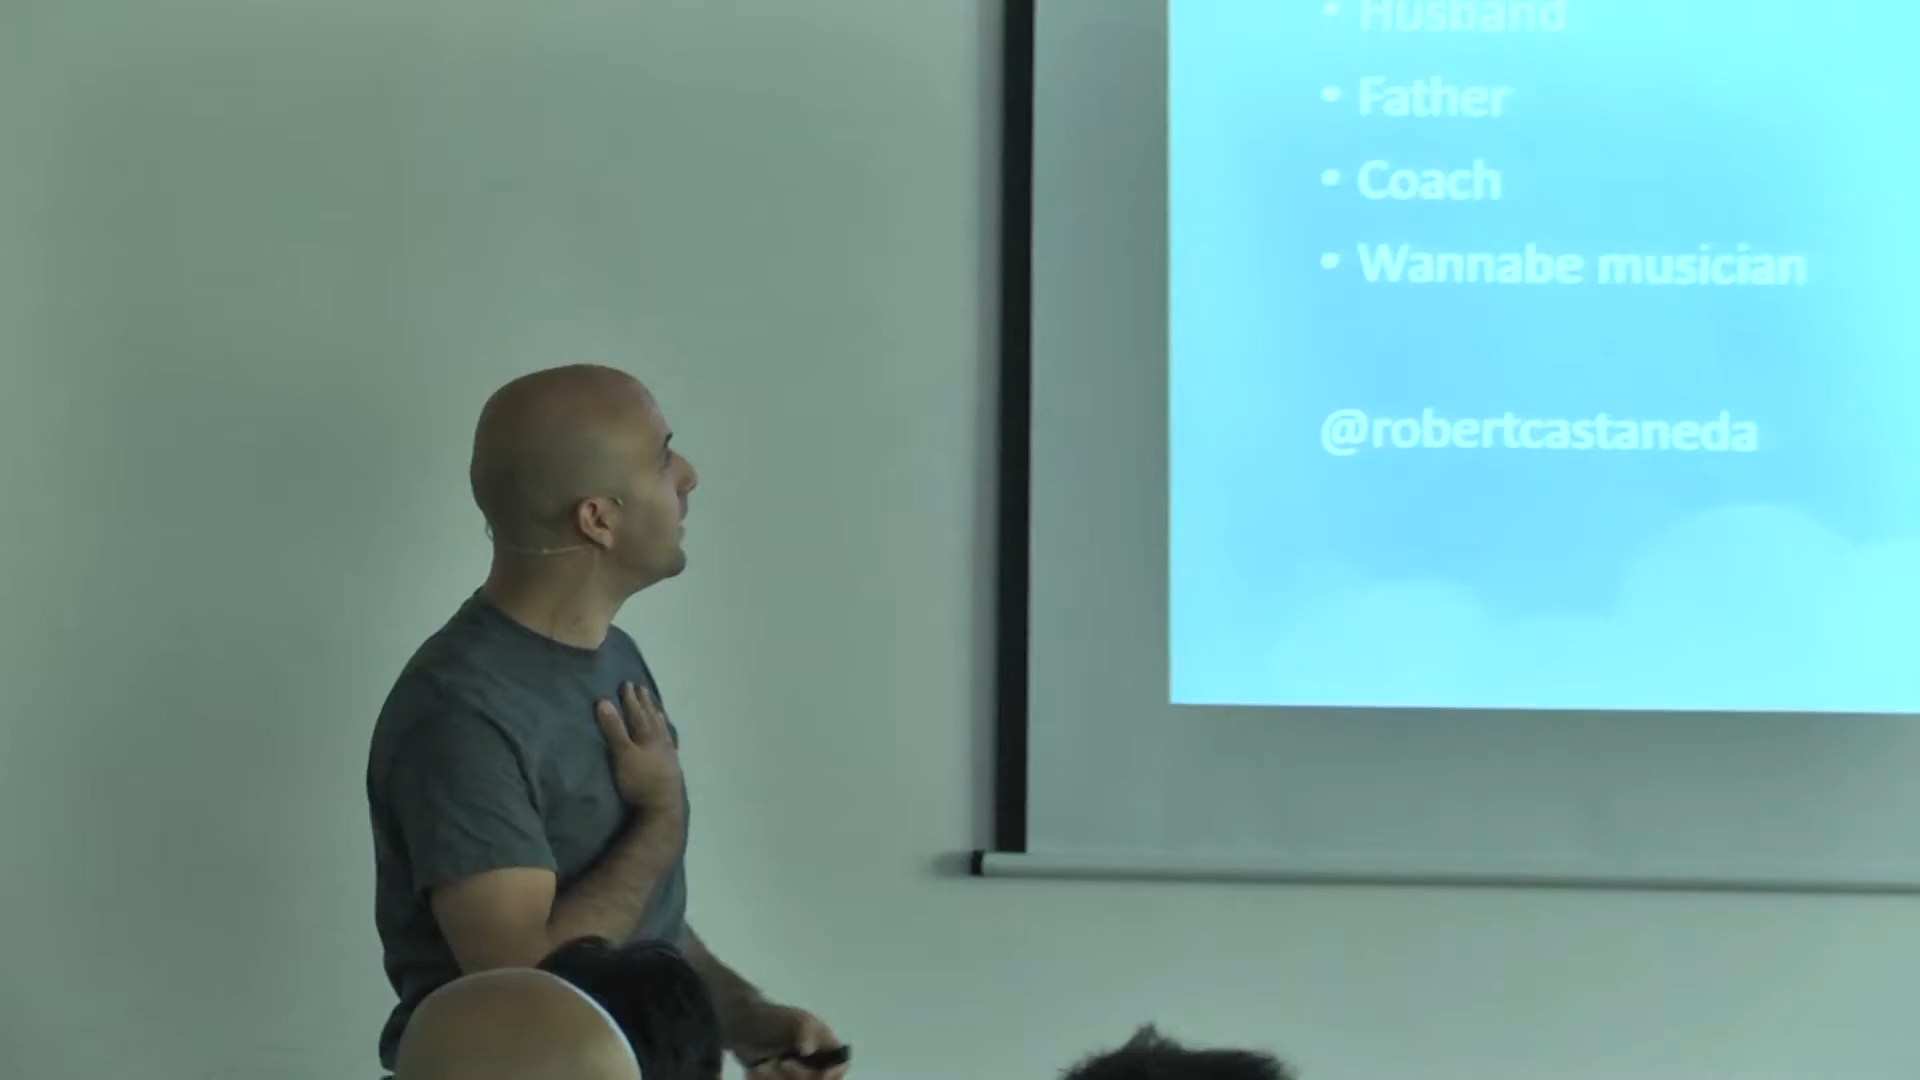 • Husband
• Father
• Coach
• Wannabe musician
@robertcastaneda